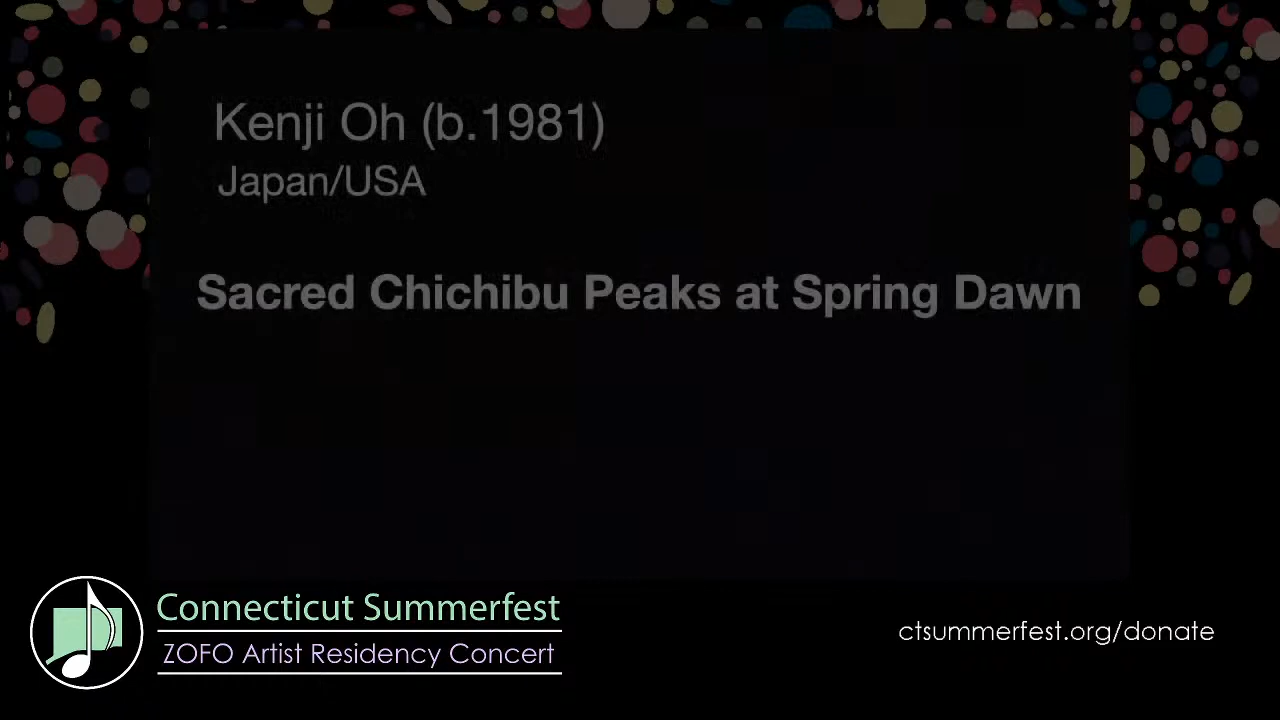 Kenji Oh (b.1981)
Japan/USA
Sacred Chichibu Peaks at Spring Dawn
Connecticut Summerfest
ZOFO Artist Residency Concert
ctsummerfest.org/donate